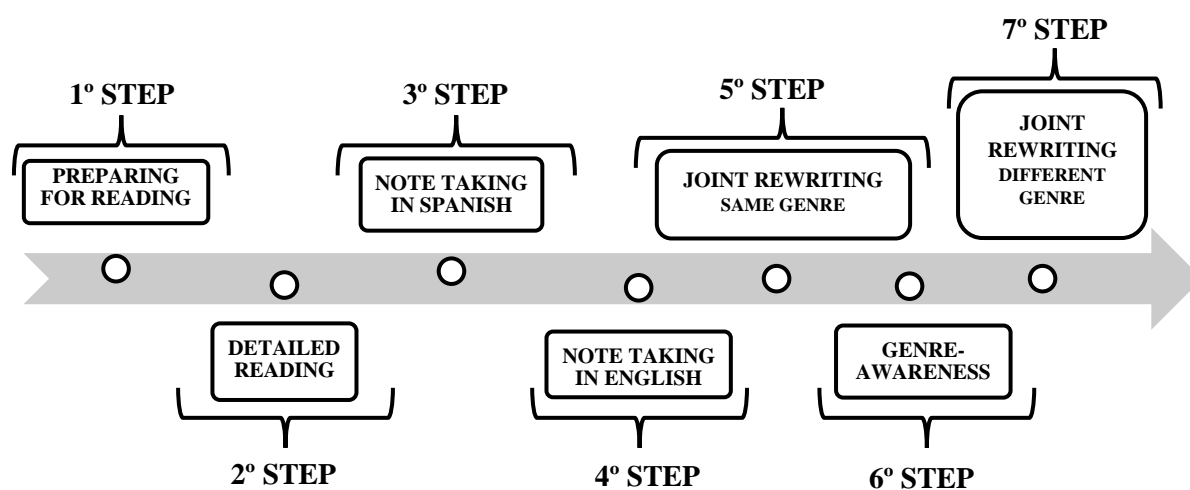 1º STEP
PREPARING
FOR READING
2º STEP
DETAILED
READING
3º STEP
NOTE TAKING
IN SPANISH
4º STEP
NOTE TAKING
IN ENGLISH
5º STEP
JOINT REWRITING
SAME GENRE
6º STEP
GENRE-
AWARENESS
7º STEP
JOINT
REWRITING
DIFFERENT
GENRE